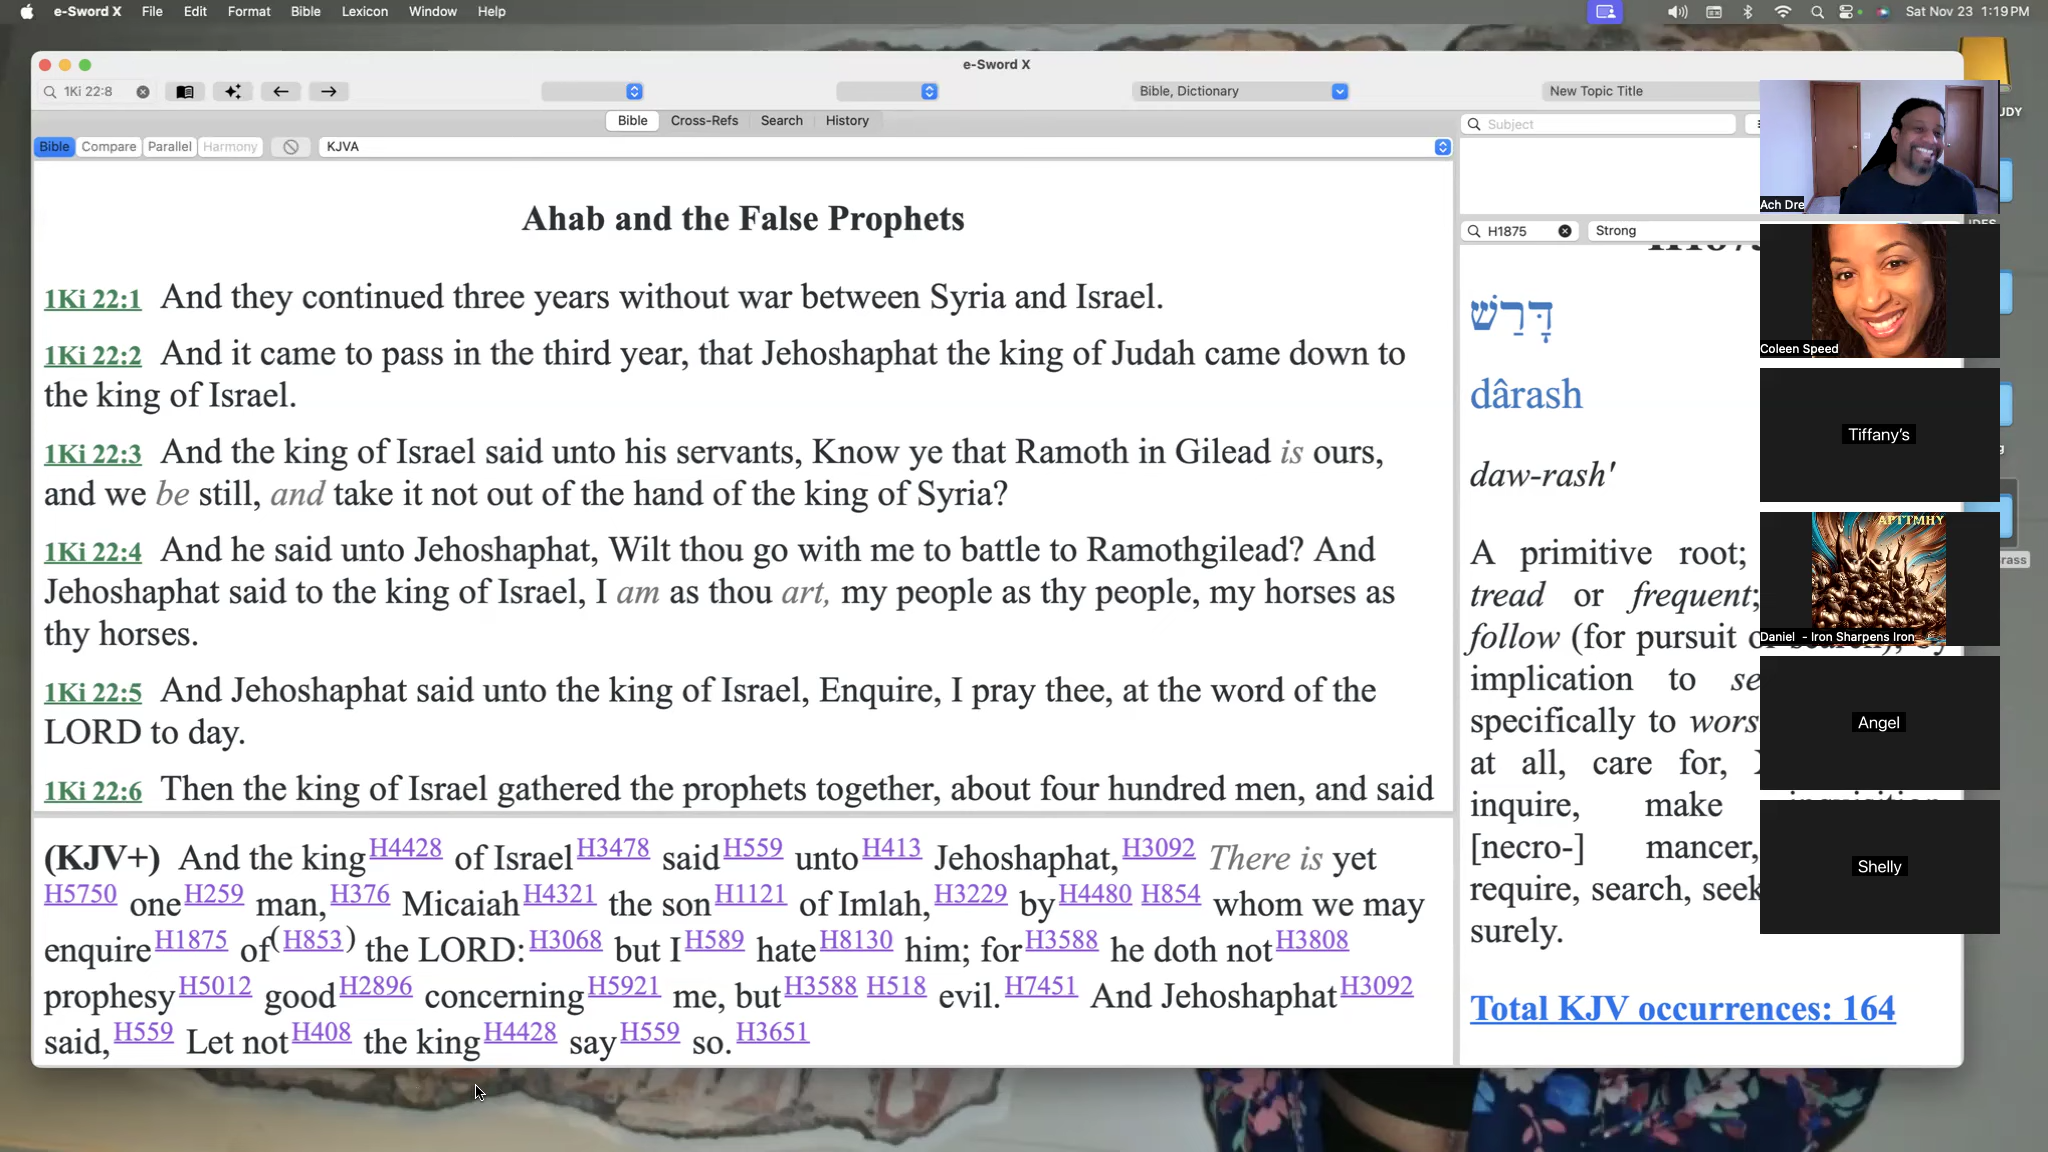 e-Sword X File Edit Format Bible Lexicon Window Help Sat Nov 23 1:19 PM
e-Sword X
1Ki 22:8 Bible, Dictionary New Topic Title
Bible Cross-Refs Search History
Subject
Bible Compare Parallel Harmony KJVA
Ahab and the False Prophets
1Ki 22:1 And they continued three years without war between Syria and Israel.
1Ki 22:2 And it came to pass in the third year, that Jehoshaphat the king of Judah came down to
the king of Israel.
1Ki 22:3 And the king of Israel said unto his servants, Know ye that Ramoth in Gilead is ours,
and we be still, and take it not out of the hand of the king of Syria?
1Ki 22:4 And he said unto Jehoshaphat, Wilt thou go with me to battle to Ramothgilead? And
Jehoshaphat said to the king of Israel, I am as thou art, my people as thy people, my horses as
thy horses.
1Ki 22:5 And Jehoshaphat said unto the king of Israel, Enquire, I pray thee, at the word of the
LORD to day.
1Ki 22:6 Then the king of Israel gathered the prophets together, about four hundred men, and said
(KJV+) And the king H4428 of Israel H3478 said H559 unto H413 Jehoshaphat, H3092 There is yet
H5750 one H259 man, H376 Micaiah H4321 the son H1121 of Imlah, H3229 by H4480 H854 whom we may
enquire H1875 of (H853) the LORD: H3068 but I H589 hate H8130 him; for H3588 he doth not H3808
prophesy H5012 good H2896 concerning H5921 me, but H3588 H518 evil. H7451 And Jehoshaphat H3092
said, H559 Let not H408 the king H4428 say H559 so. H3651
H1875 Strong
דָּרַשׁ
dârash
daw-rash'
A primitive root;
tread or frequent;
follow (for pursuit
implication to
specifically to
at all, care for,
inquire, make
[necro-] mancer,
require, search, seek
surely.
Total KJV occurrences: 164
Ach Dre
Coleen Speed
Tiffany's
APTTMHY
Daniel - Iron Sharpens Iron
Angel
Shelly